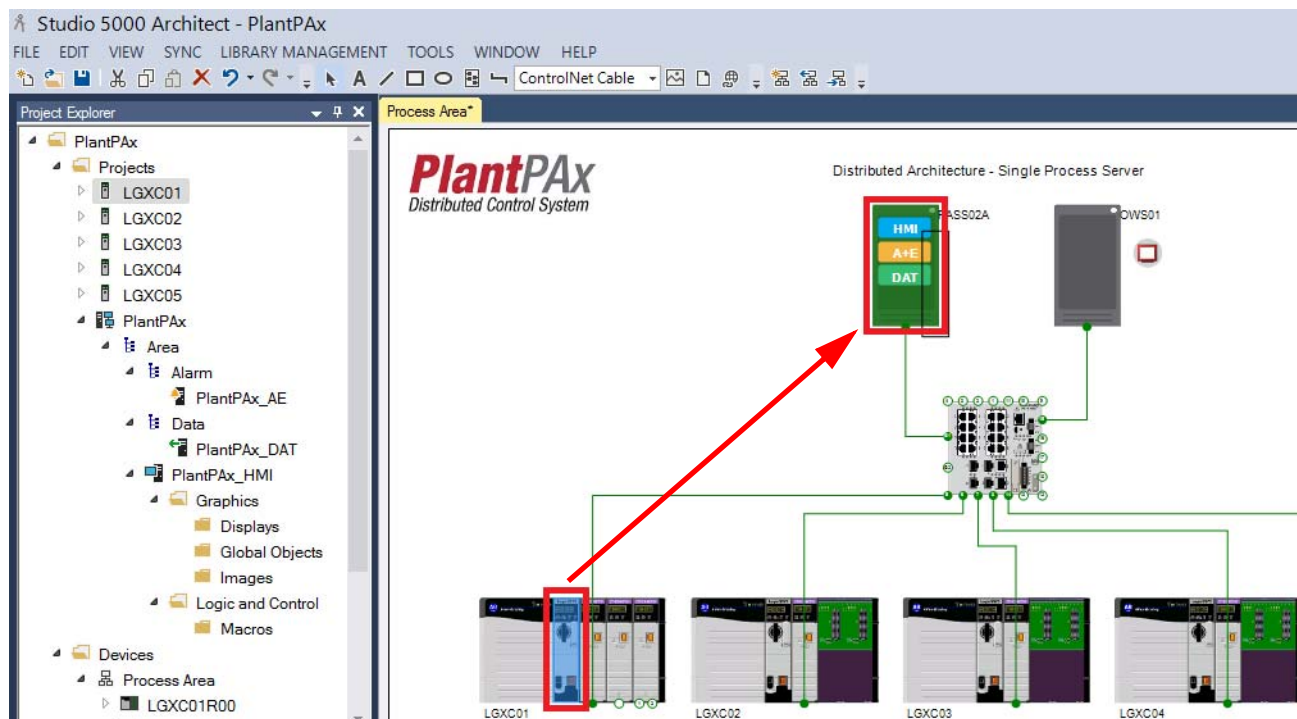 Studio 5000 Architect - PlantPAx
FILE EDIT VIEW SYNC LIBRARY MANAGEMENT TOOLS WINDOW HELP
ControlNet Cable
Project Explorer
Process Area*
PlantPAx
Projects
LGXC01
LGXC02
LGXC03
LGXC04
LGXC05
PlantPAx
Area
Alarm
PlantPAx_AE
Data
PlantPAx_DAT
PlantPAx_HMI
Graphics
Displays
Global Objects
Images
Logic and Control
Macros
Devices
Process Area
LGXC01R00
PlantPAx
Distributed Control System
Distributed Architecture - Single Process Server
HMI
A+E
DAT
PASS02A
OWS01
LGXC01
LGXC02
LGXC03
LGXC04